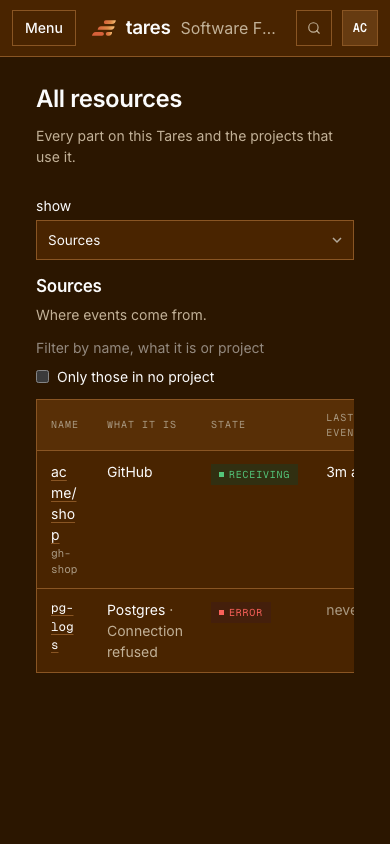 Menu
tares Software F...
AC
All resources
Every part on this Tares and the projects that
use it.
show
Sources
Sources
Where events come from.
Filter by name, what it is or project
Only those in no project
NAME WHAT IT IS STATE LAST
EVEN
ac GitHub RECEIVING 3m
me/
sho
p
gh-
shop
pg- Postgres · ERROR neve
log Connection
s refused